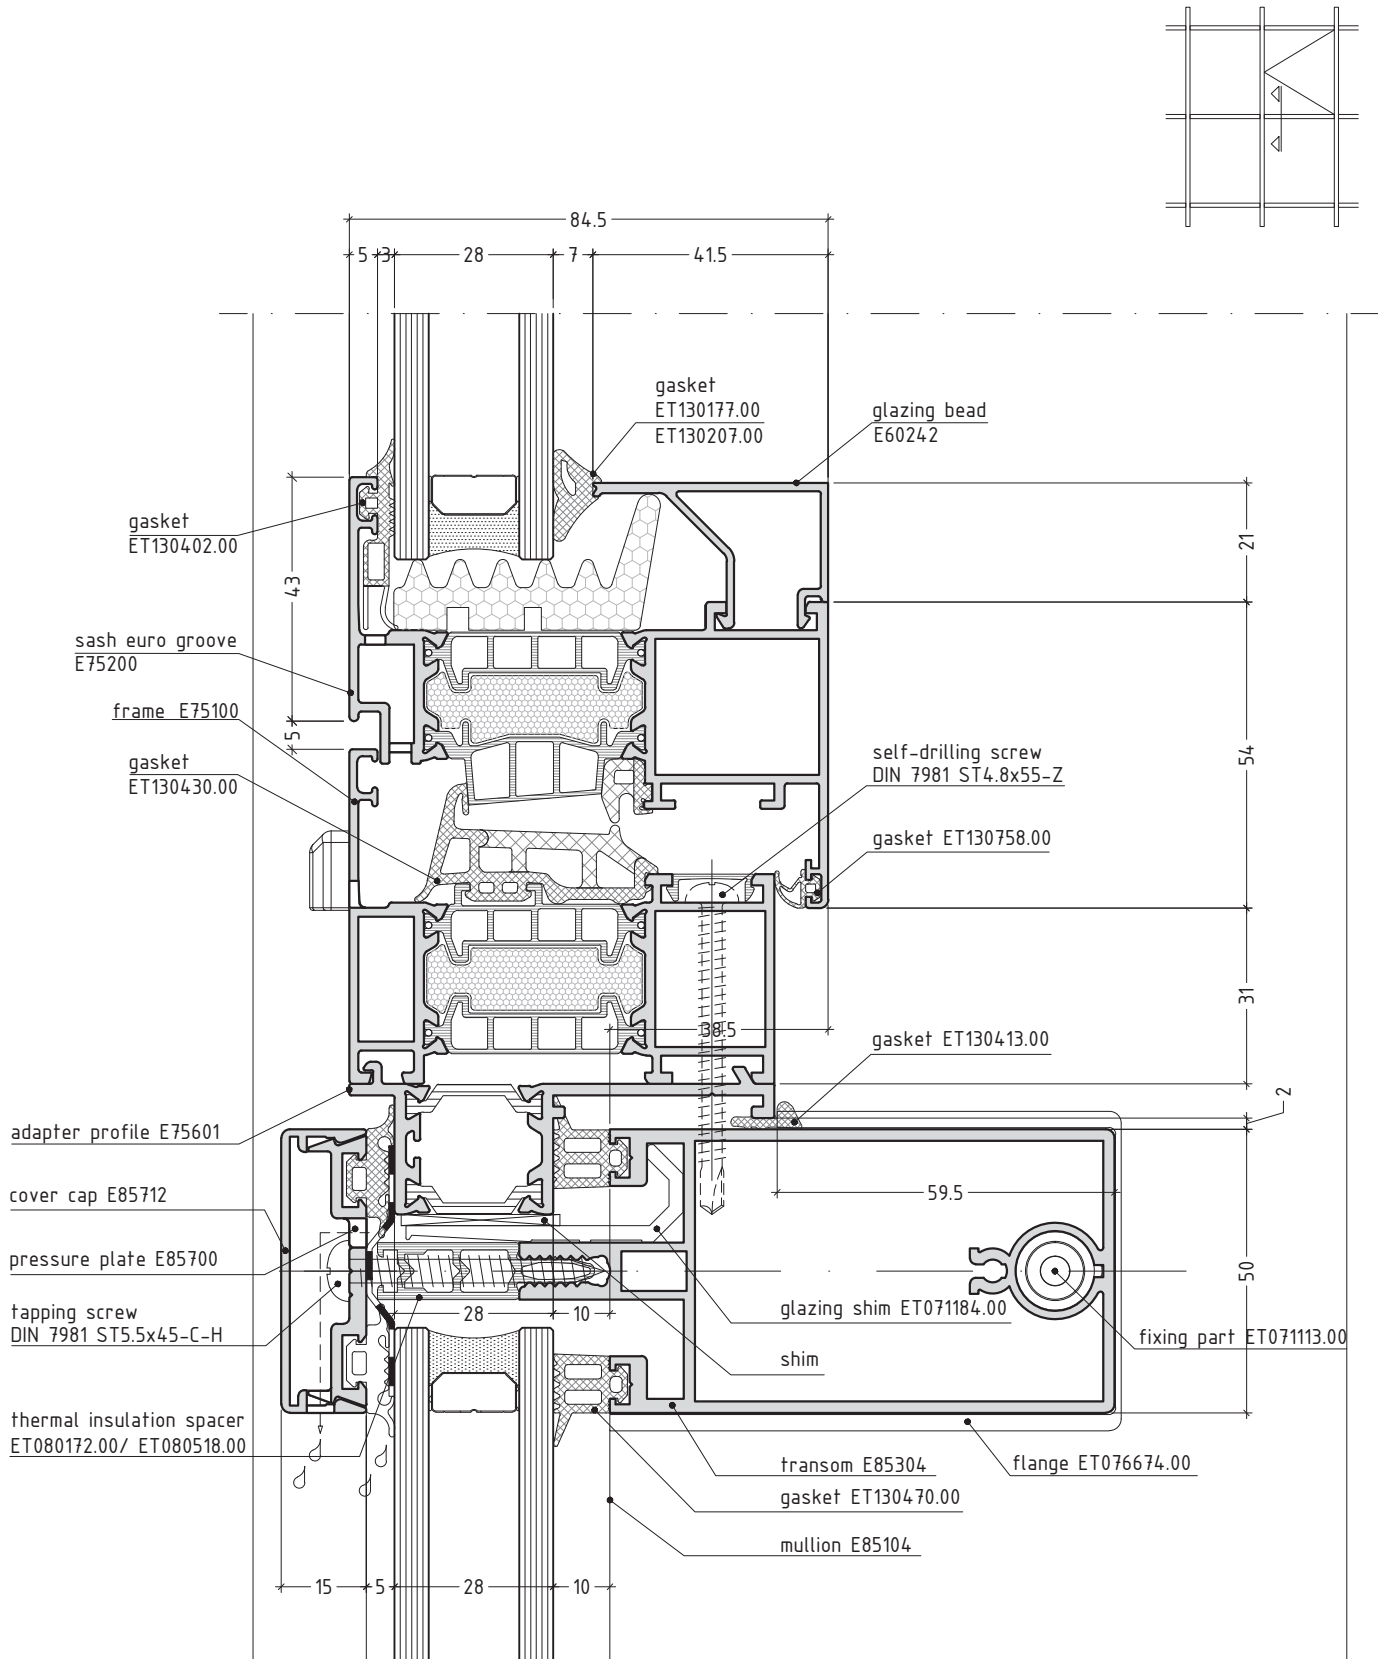 84.5
5 3 28 7 41.5
gasket
ET130177.00
ET130207.00
glazing bead
E60242
gasket
ET130402.00
43
21
sash euro groove
E75200
frame E75100
5
gasket
ET130430.00
self-drilling screw
DIN 7981 ST4.8x55-Z
54
gasket ET130758.00
31
38.5
gasket ET130413.00
2
adapter profile E75601
cover cap E85712
59.5
pressure plate E85700
50
tapping screw
DIN 7981 ST5.5x45-C-H
28 10
glazing shim ET071184.00
fixing part ET071113.00
shim
thermal insulation spacer
ET080172.00/ ET080518.00
transom E85304
flange ET076674.00
gasket ET130470.00
mullion E85104
15 5 28 10